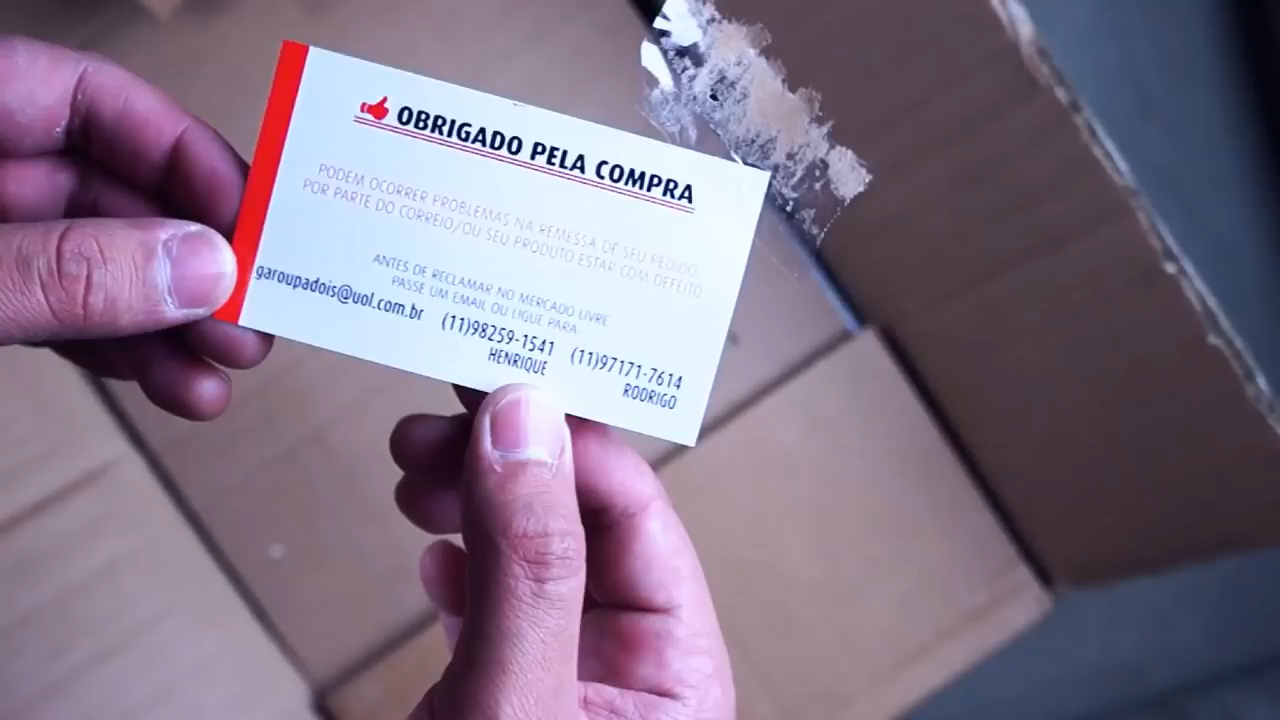 OBRIGADO PELA COMPRA
PODEM OCORRER PROBLEMAS NA REMESSA DE SEU PEDIDO
POR PARTE DO CORREIO/OU SEU PRODUTO ESTAR COM DEFEITO
ANTES DE RECLAMAR NO MERCADO LIVRE
PASSE UM EMAIL OU LIGUE PARA
garoupadois@uol.com.br (11)98259-1541 (11)97171-7614
HENRIQUE RODRIGO